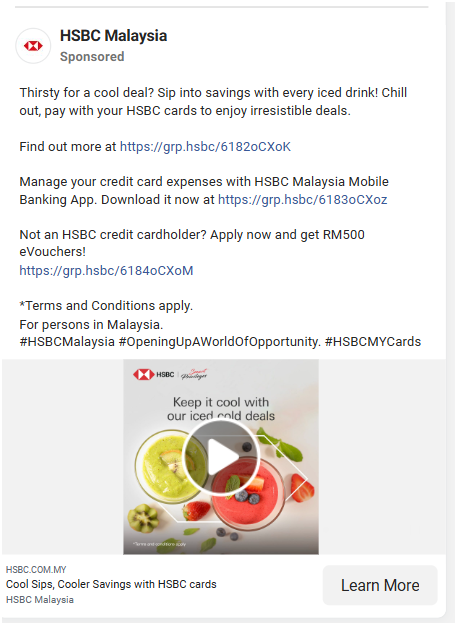 HSBC Malaysia
Sponsored
Thirsty for a cool deal? Sip into savings with every iced drink! Chill
out, pay with your HSBC cards to enjoy irresistible deals.
Find out more at https://grp.hsbc/6182oCXoK
Manage your credit card expenses with HSBC Malaysia Mobile
Banking App. Download it now at https://grp.hsbc/6183oCXoz
Not an HSBC credit cardholder? Apply now and get RM500
eVouchers!
https://grp.hsbc/6184oCXoM
*Terms and Conditions apply.
For persons in Malaysia.
#HSBCMalaysia #OpeningUpAWorldOfOpportunity. #HSBCMYCards
HSBC Smart Privileges
Keep it cool with
our iced cold deals
*Terms and conditions apply.
HSBC.COM.MY
Cool Sips, Cooler Savings with HSBC cards
HSBC Malaysia
Learn More